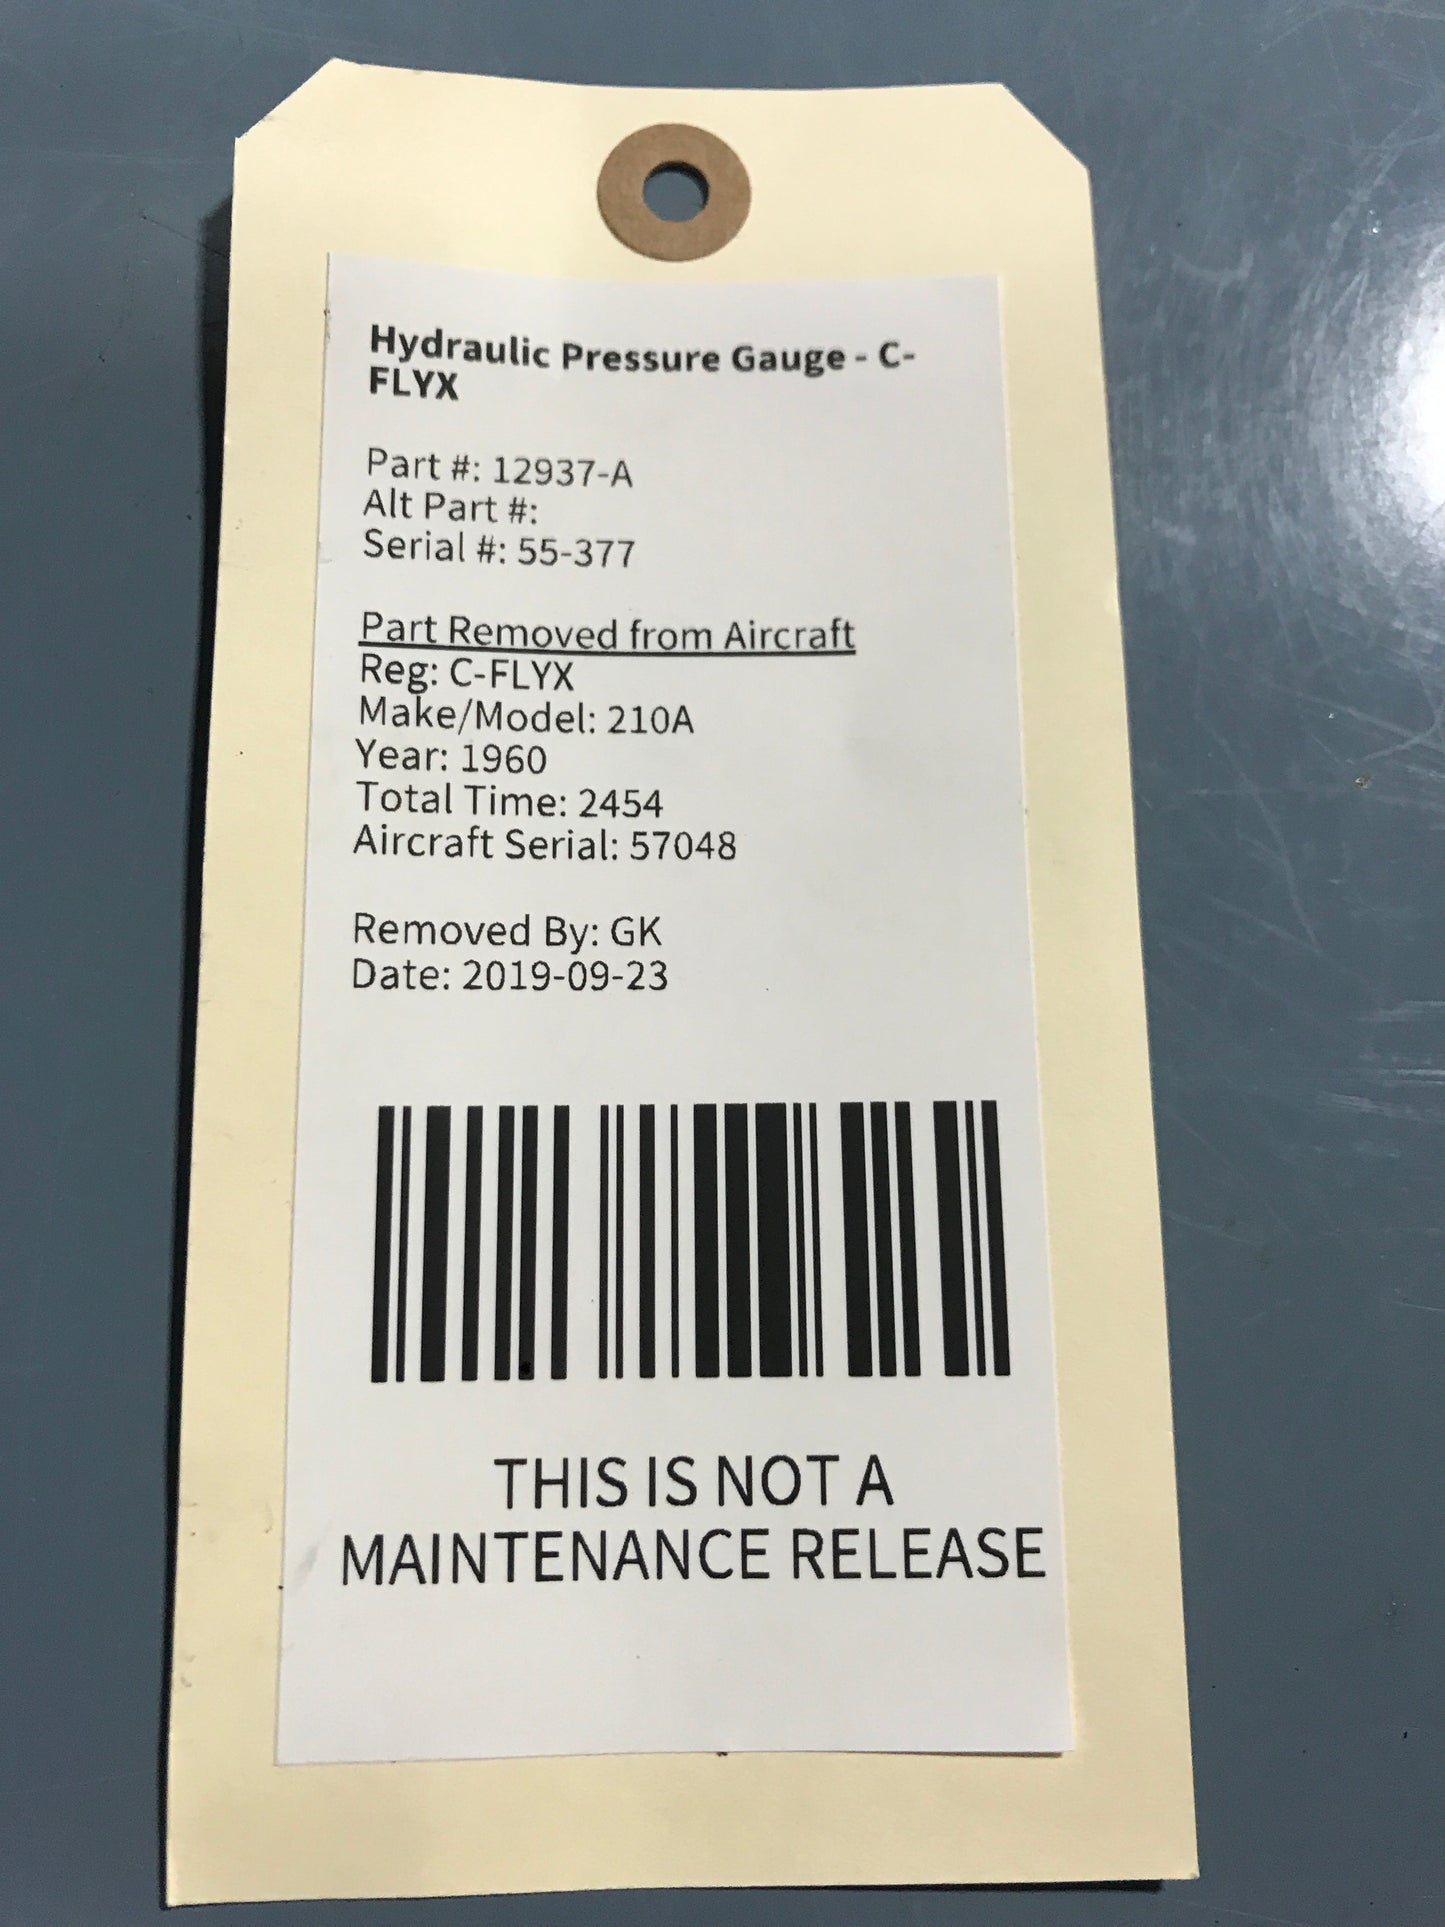 Hydraulic Pressure Gauge - C-
FLYX
Part #: 12937-A
Alt Part #:
Serial #: 55-377
Part Removed from Aircraft
Reg: C-FLYX
Make/Model: 210A
Year: 1960
Total Time: 2454
Aircraft Serial: 57048
Removed By: GK
Date: 2019-09-23
THIS IS NOT A
MAINTENANCE RELEASE